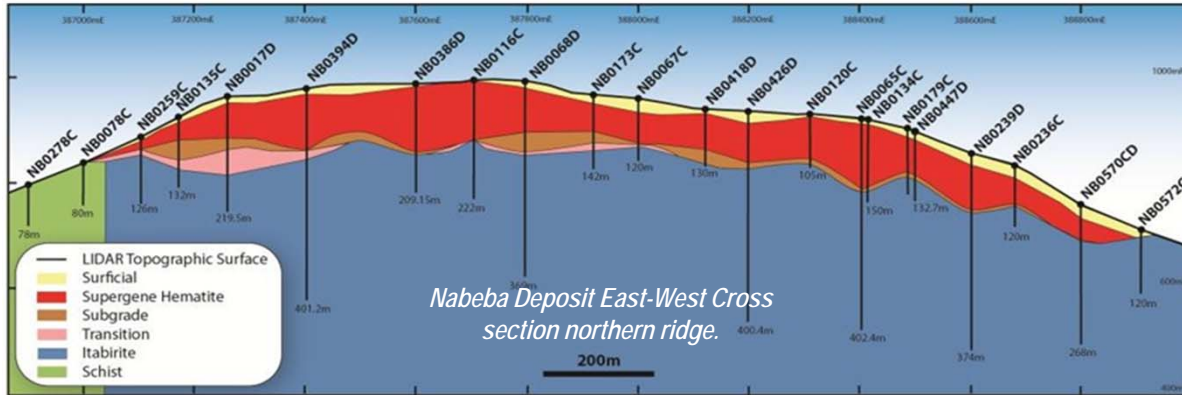 387000mE 387200mE 387400mE 387600mE 387800mE 388000mE 388200mE 388400mE 388600mE 388800mE
NB0278C
NB0078C
NB0259C
NB0135C
NB0017D
NB0394D
NB0386D
NB0116C
NB0068D
NB0173C
NB0067C
NB0418D
NB0426D
NB0120C
NB0065C
NB0134C
NB0179C
NB0447D
NB0239D
NB0236C
NB0570CD
NB0572C
1000mE
78m
80m
126m
132m
219.5m
401.2m
209.15m
222m
369m
142m
120m
130m
400.4m
105m
402.4m
150m
132.7m
374m
120m
268m
120m
LIDAR Topographic Surface
Surficial
Supergene Hematite
Subgrade
Transition
Itabirite
Schist
Nabeba Deposit East-West Cross
section northern ridge.
200m